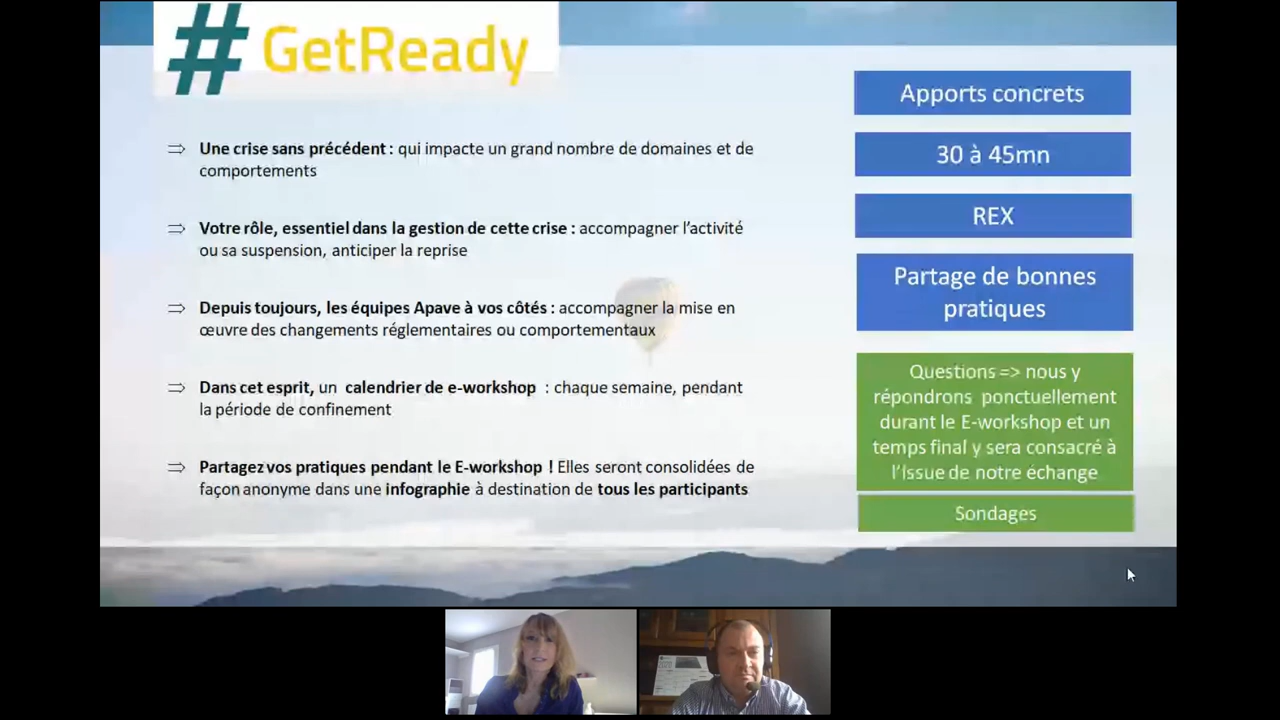 #GetReady
⇒ Une crise sans précédent : qui impacte un grand nombre de domaines et de
comportements
⇒ Votre rôle, essentiel dans la gestion de cette crise : accompagner l'activité
ou sa suspension, anticiper la reprise
⇒ Depuis toujours, les équipes Apave à vos côtés : accompagner la mise en
œuvre des changements réglementaires ou comportementaux
⇒ Dans cet esprit, un calendrier de e-workshop : chaque semaine, pendant
la période de confinement
⇒ Partagez vos pratiques pendant le E-workshop ! Elles seront consolidées de
façon anonyme dans une infographie à destination de tous les participants
Apports concrets
30 à 45mn
REX
Partage de bonnes
pratiques
Questions => nous y
répondrons ponctuellement
durant le E-workshop et un
temps final y sera consacré à
l'issue de notre échange
Sondages